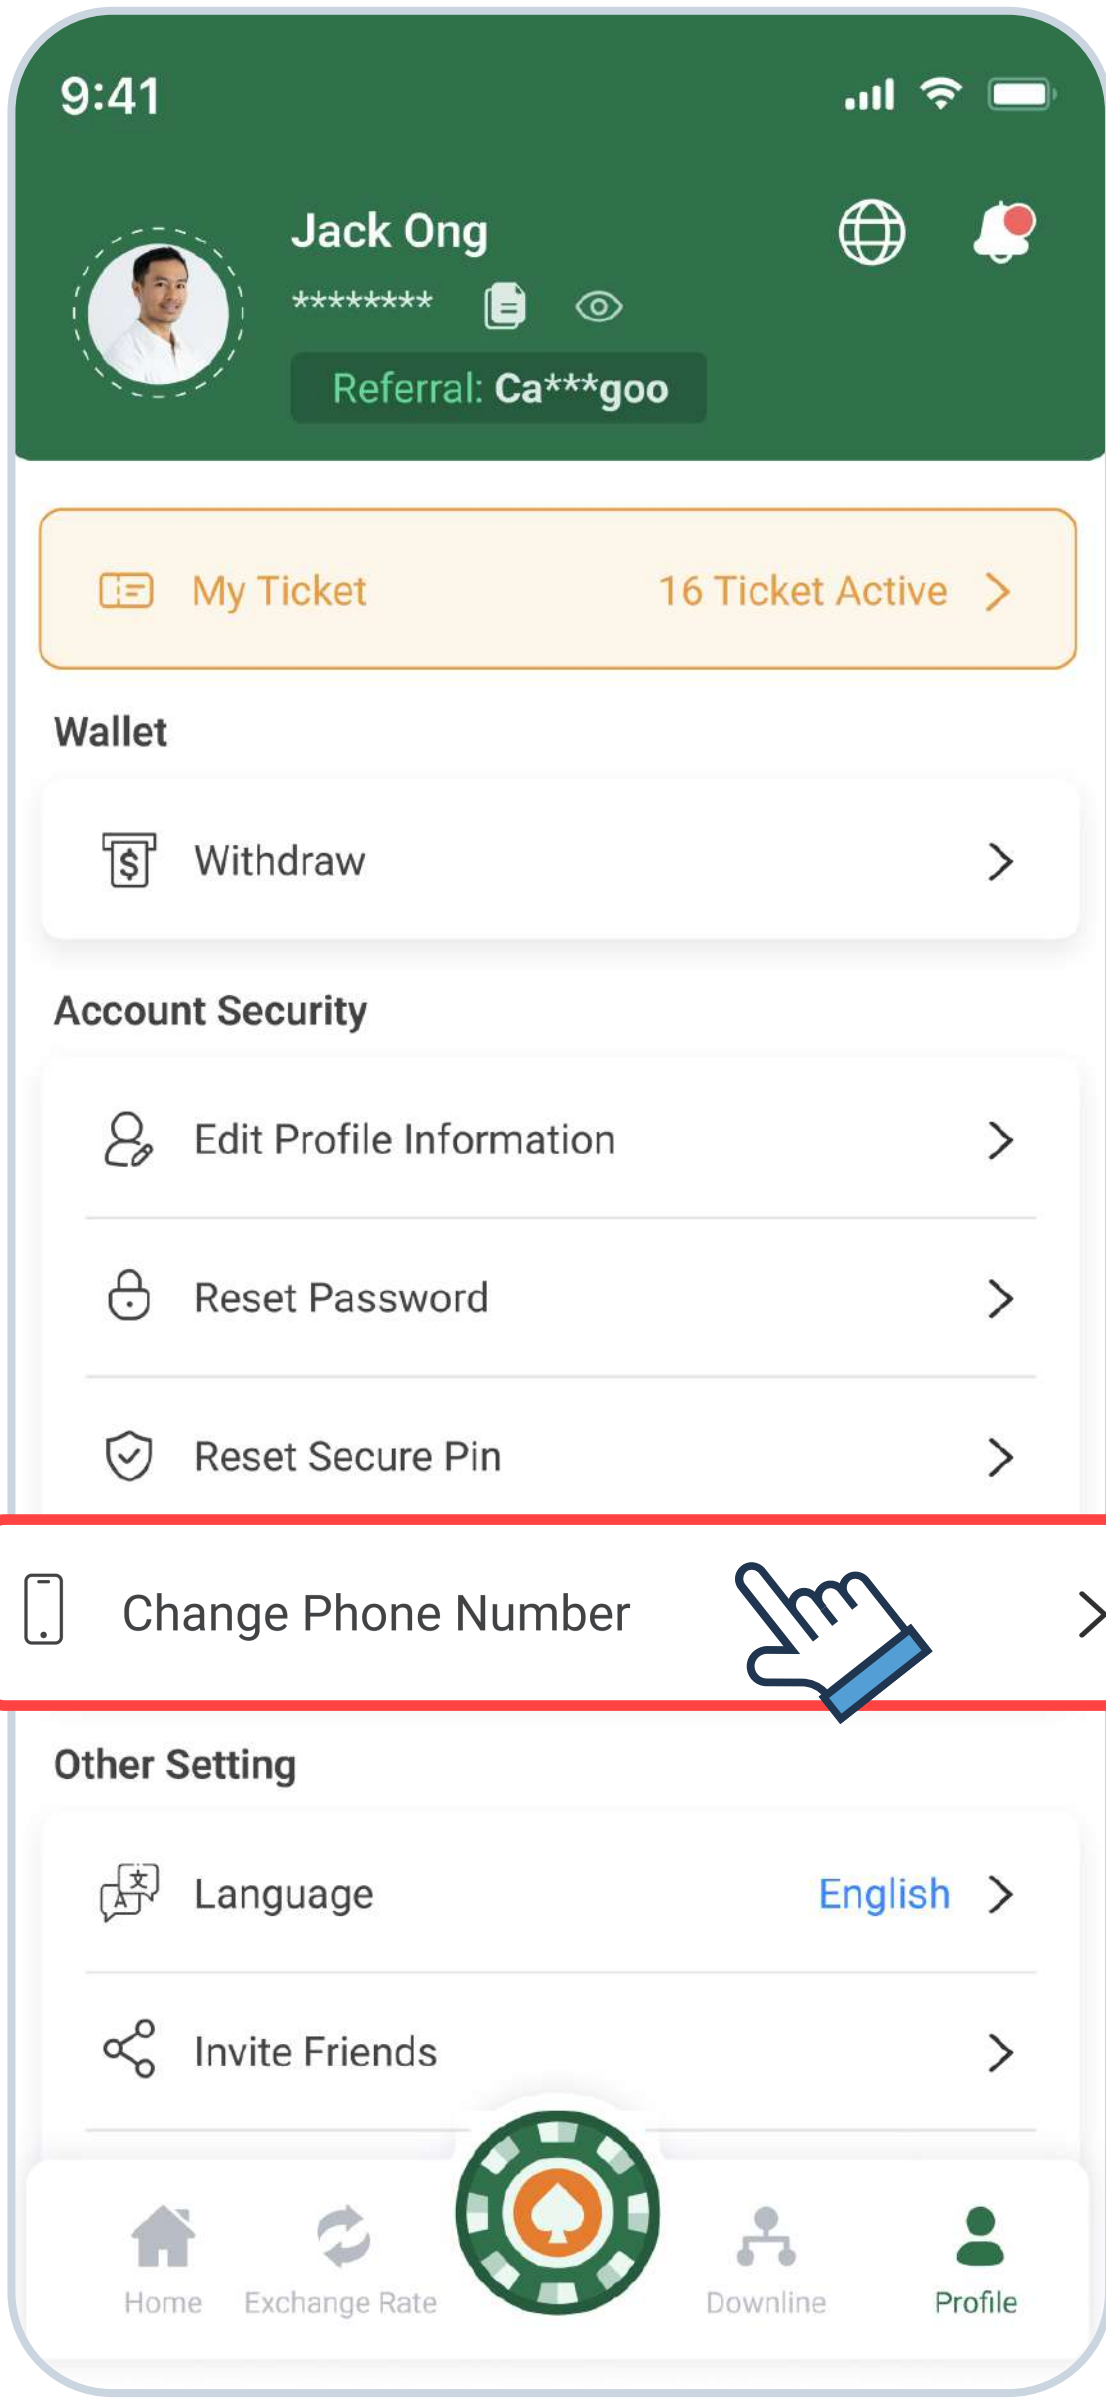 9:41
Jack Ong
********
Referral: Ca***goo
My Ticket
16 Ticket Active
Wallet
Withdraw
Account Security
Edit Profile Information
Reset Password
Reset Secure Pin
Change Phone Number
Other Setting
Language
English
Invite Friends
Home
Exchange Rate
Downline
Profile